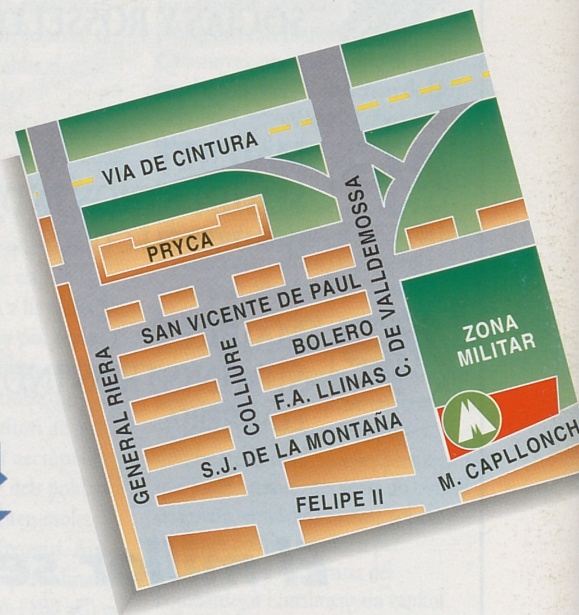 VIA DE CINTURA
PRYCA
SAN VICENTE DE PAUL
C. DE VALLDEMOSSA
BOLERO
COLLIURE
F.A. LLINAS
GENERAL RIERA
S.J. DE LA MONTAÑA
FELIPE II
ZONA
MILITAR
M. CAPLLONCH